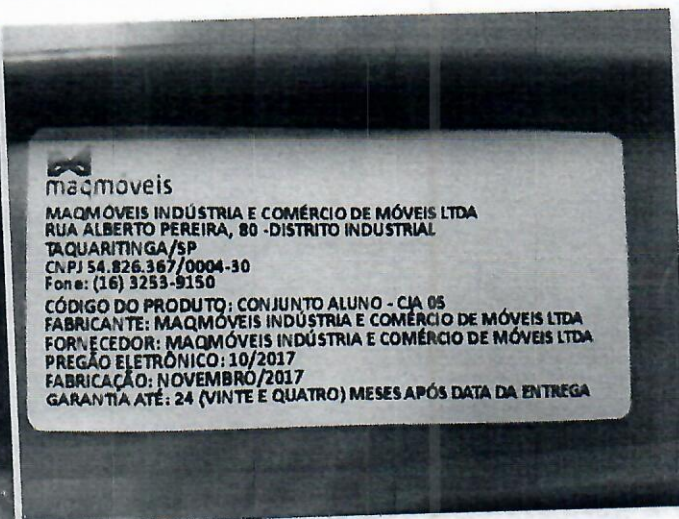 maqmoveis
MAQMÓVEIS INDÚSTRIA E COMÉRCIO DE MÓVEIS LTDA
RUA ALBERTO PEREIRA, 80 -DISTRITO INDUSTRIAL
TAQUARITINGA/SP
CNPJ 54.826.367/0004-30
Fone: (16) 3253-9150
CÓDIGO DO PRODUTO: CONJUNTO ALUNO - CJA 05
FABRICANTE: MAQMÓVEIS INDÚSTRIA E COMÉRCIO DE MÓVEIS LTDA
FORNECEDOR: MAQMÓVEIS INDÚSTRIA E COMÉRCIO DE MÓVEIS LTDA
PREGÃO ELETRÔNICO: 10/2017
FABRICAÇÃO: NOVEMBRO/2017
GARANTIA ATÉ: 24 (VINTE E QUATRO) MESES APÓS DATA DA ENTREGA